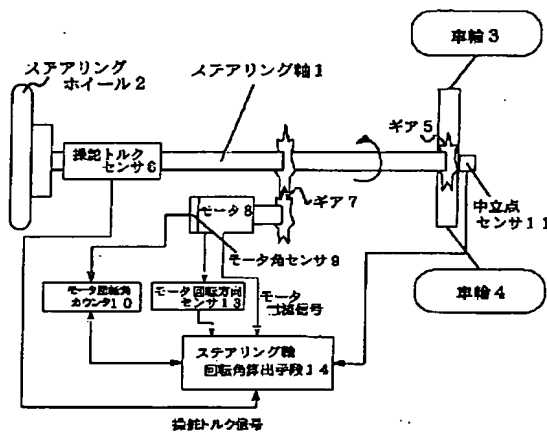 車輪3
ステアリング
ホイール2
ステアリング軸1
ギア5
操舵トルク
センサ6
ギア7
中立点
センサ11
モータ8
モータ角センサ9
モータ回転角
カウンタ10
モータ回転方向
センサ13
モータ
電流信号
車輪4
ステアリング軸
回転角算出手段14
操舵トルク信号